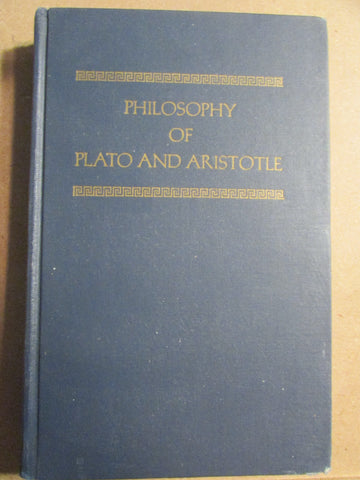 PHILOSOPHY
OF
PLATO AND ARISTOTLE